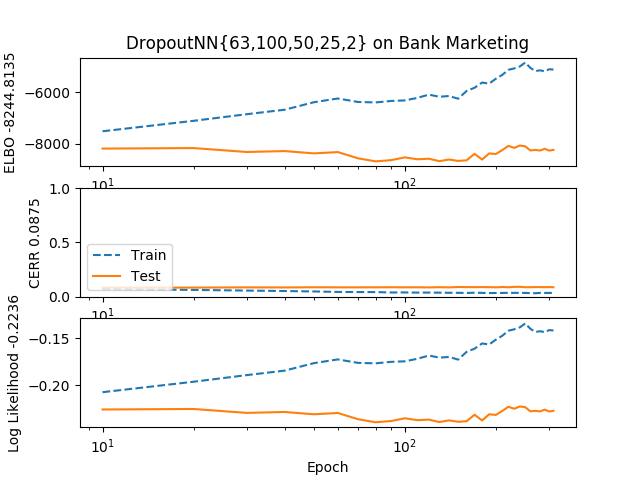 DropoutNN{63,100,50,25,2} on Bank Marketing
ELBO -8244.8135
−6000
−8000
10¹
10²
CERR 0.0875
1.0
0.5
0.0
Train
Test
10¹
10²
Log Likelihood -0.2236
−0.15
−0.20
10¹
10²
Epoch